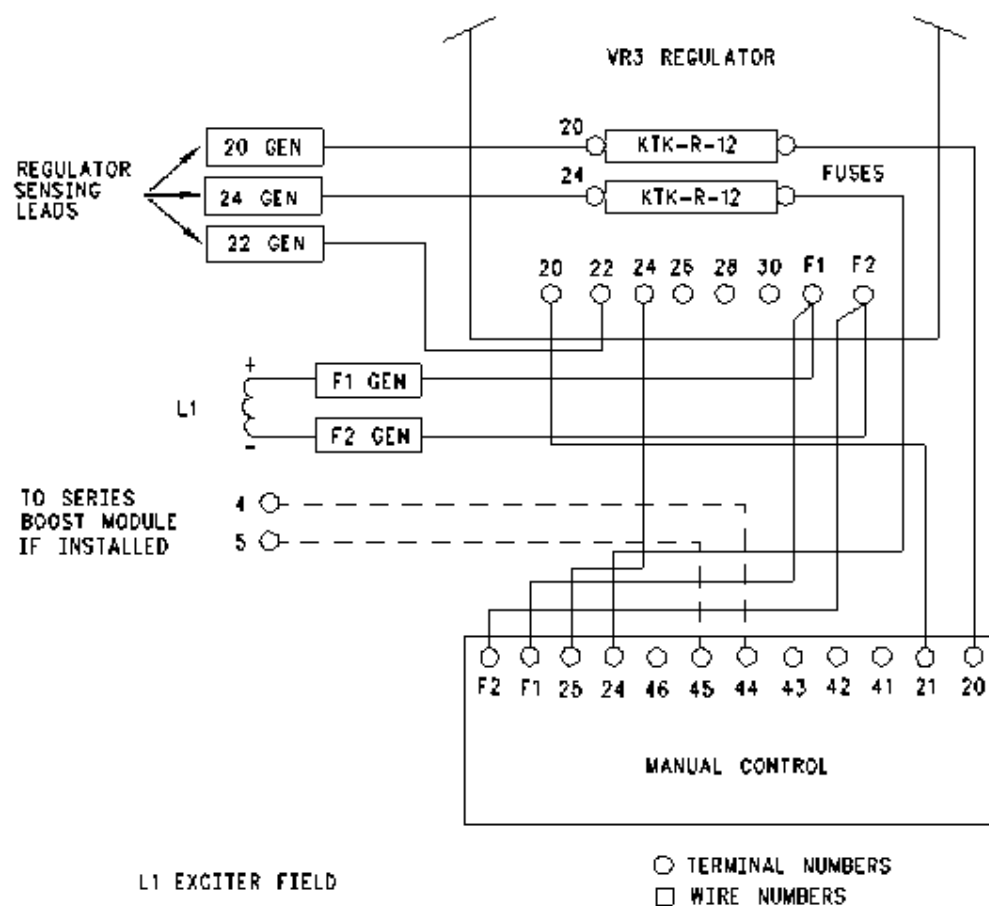 VR3 REGULATOR
20
20 GEN
KTK-R-12
REGULATOR
SENSING
LEADS
24
FUSES
24 GEN
KTK-R-12
22 GEN
20 22 24 26 28 30 F1 F2
+
F1 GEN
L1
F2 GEN
-
TO SERIES
BOOST MODULE
IF INSTALLED
4
5
F2 F1 25 24 46 45 44 43 42 41 21 20
MANUAL CONTROL
L1 EXCITER FIELD
TERMINAL NUMBERS
WIRE NUMBERS